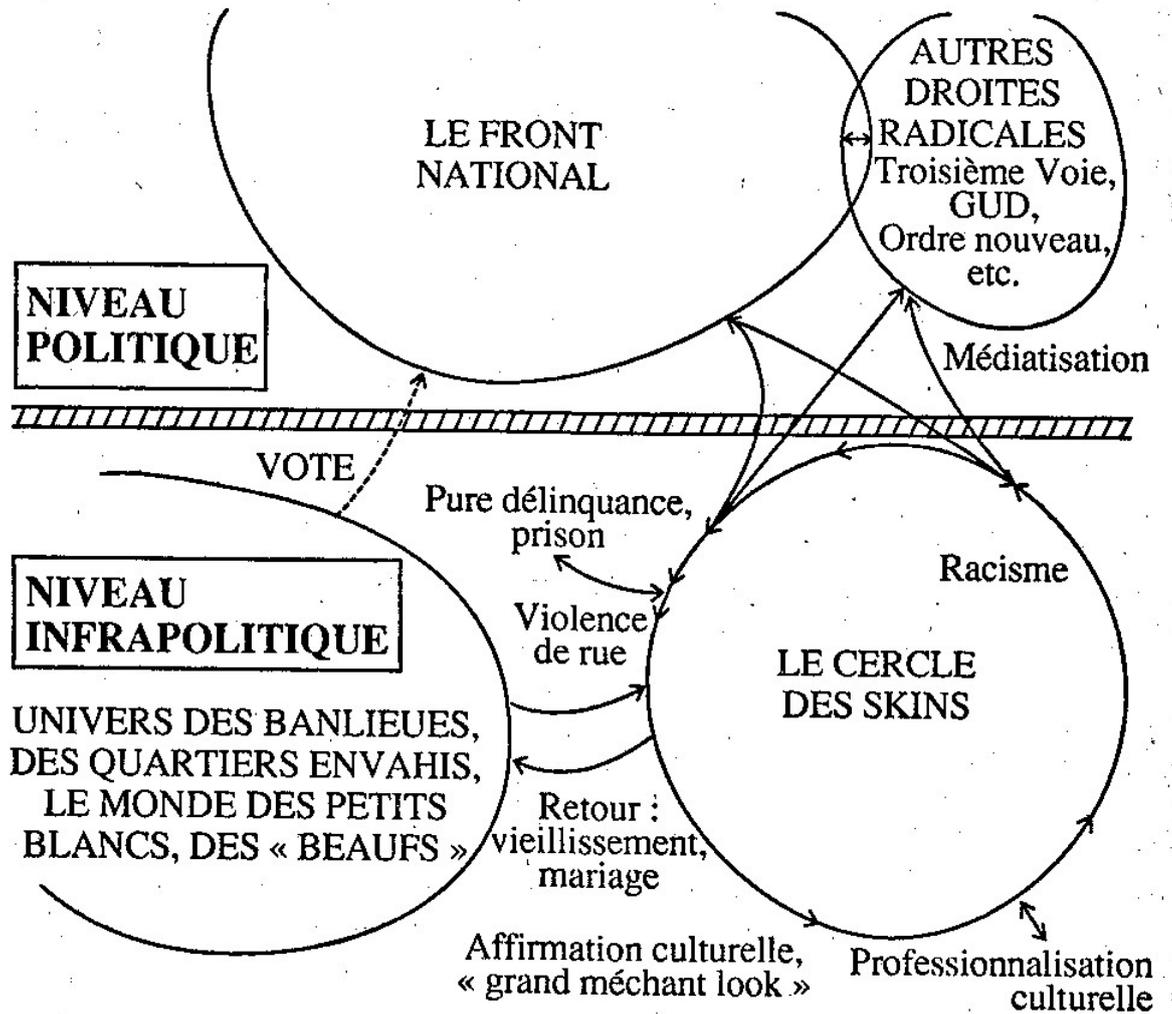 LE FRONT
NATIONAL
AUTRES
DROITES
RADICALES
Troisième Voie,
GUD,
Ordre nouveau,
etc.
NIVEAU
POLITIQUE
Médiatisation
VOTE
Pure délinquance,
prison
Racisme
NIVEAU
INFRAPOLITIQUE
Violence
de rue
LE CERCLE
DES SKINS
UNIVERS DES BANLIEUES,
DES QUARTIERS ENVAHIS,
LE MONDE DES PETITS
BLANCS, DES « BEAUFS »
Retour :
vieillissement,
mariage
Affirmation culturelle,
« grand méchant look »
Professionnalisation
culturelle